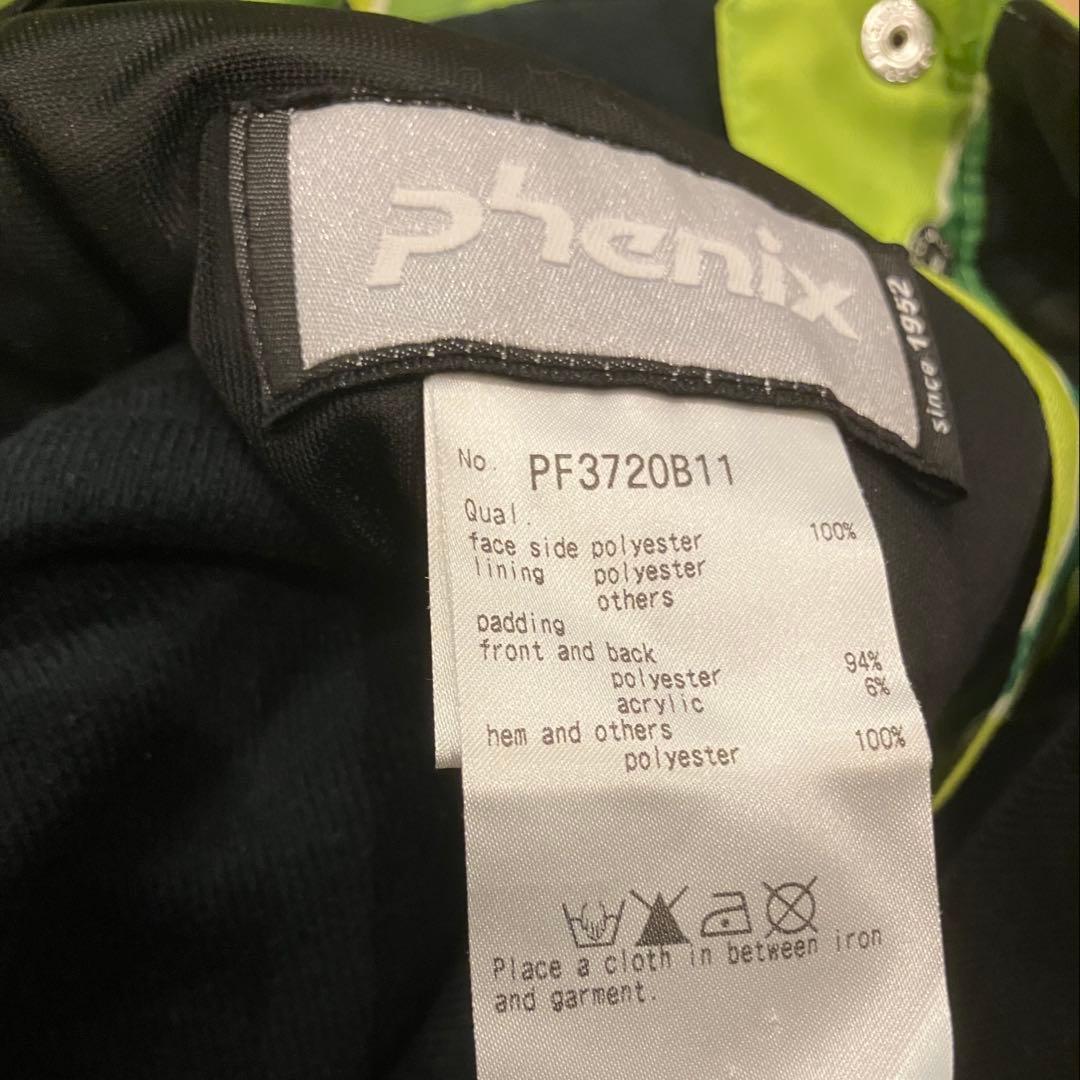 phenix
since 1952
No. PF3720B11
Qual.
face side polyester 100%
lining polyester
others
padding
front and back
polyester 94%
acrylic 6%
hem and others
polyester 100%
Place a cloth in between iron
and garment.